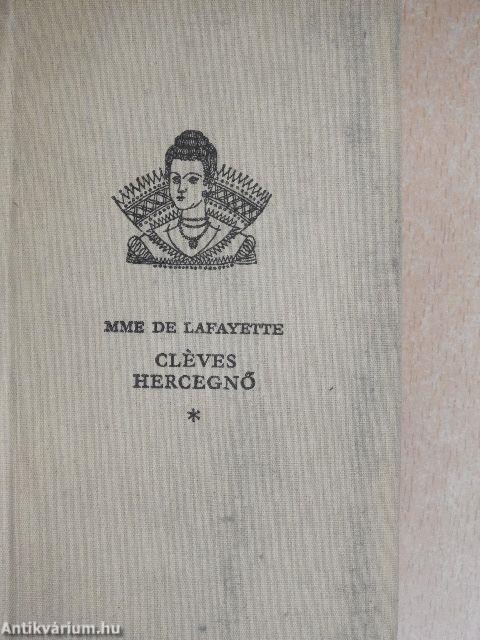 MME DE LAFAYETTE
CLÈVES
HERCEGNŐ
*
Antikvárium.hu